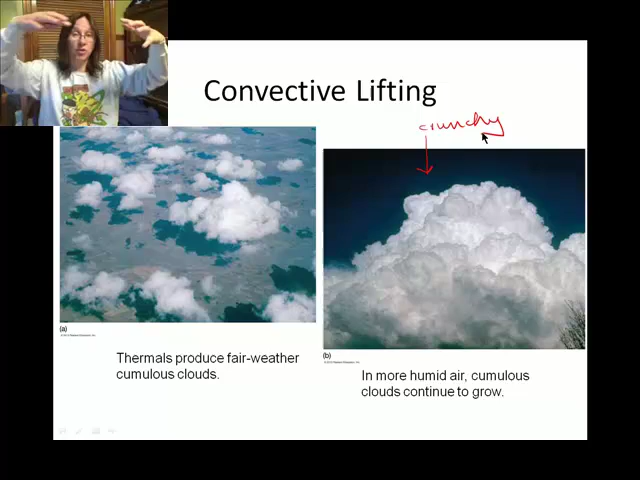 Convective Lifting
crunchy
(a)
Thermals produce fair-weather
cumulous clouds.
(b)
In more humid air, cumulous
clouds continue to grow.